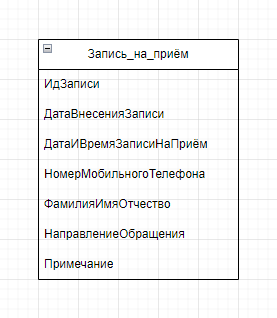 Запись_на_приём
ИдЗаписи
ДатаВнесенияЗаписи
ДатаИВремяЗаписиНаПриём
НомерМобильногоТелефона
ФамилияИмяОтчество
НаправлениеОбращения
Примечание